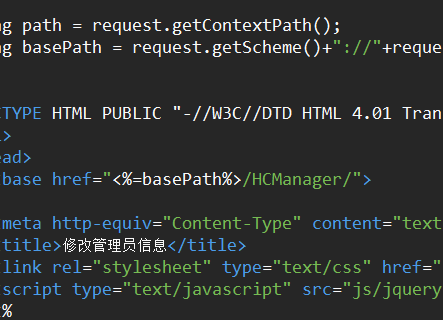 ng path = request.getContextPath();
ng basePath = request.getScheme()+"://"+reque
CTYPE HTML PUBLIC "-//W3C//DTD HTML 4.01 Tran
l>
ead>
base href="<%=basePath%>/HCManager/">
meta http-equiv="Content-Type" content="text
title>修改管理员信息</title>
link rel="stylesheet" type="text/css" href="
script type="text/javascript" src="js/jquery
%